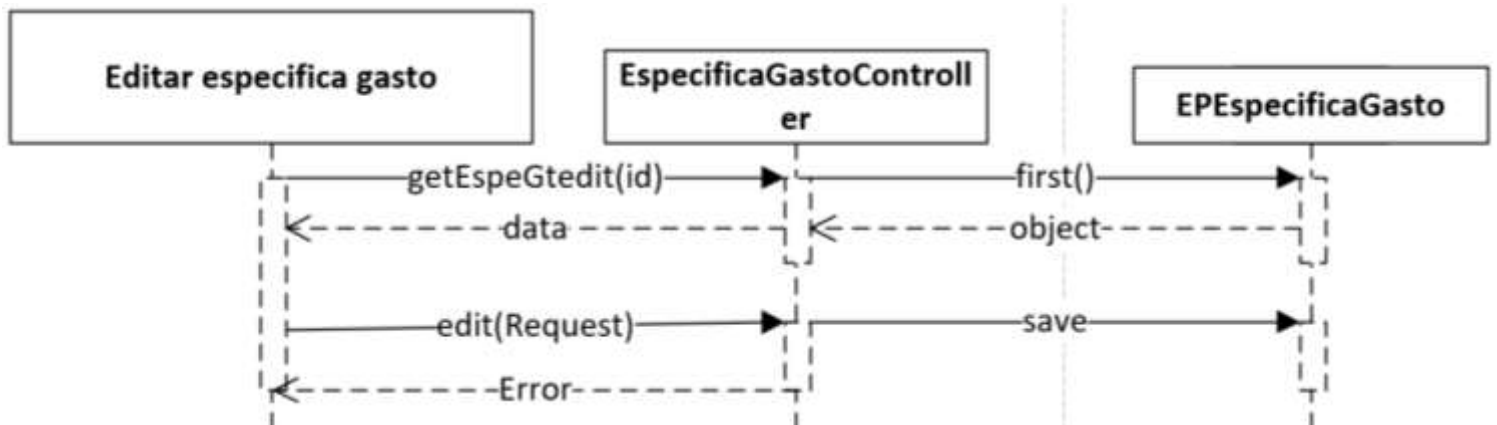 Editar especifica gasto
EspecificaGastoControll
er
EPEspecificaGasto
getEspeGtedit(id)
first()
data
object
edit(Request)
save
Error